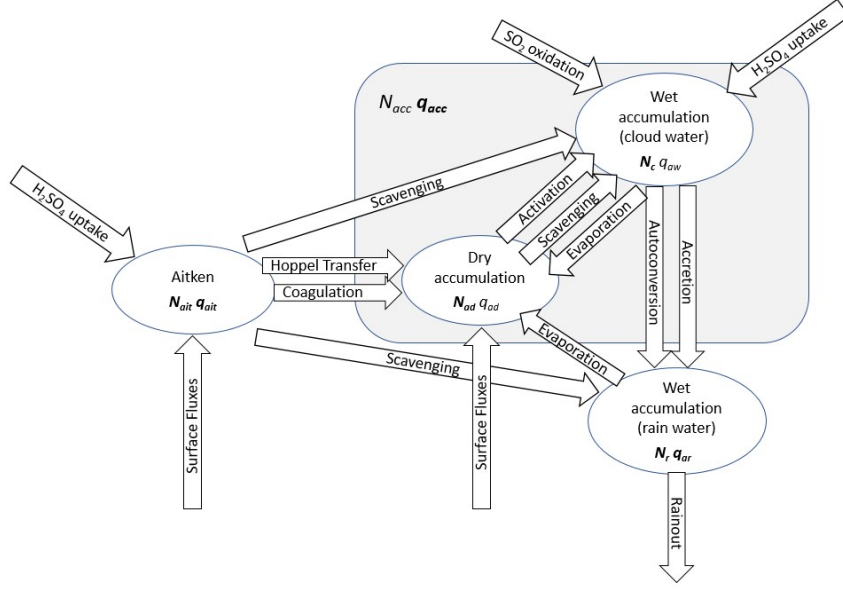 SO2 oxidation
H2SO4 uptake
Nacc qacc
Wet
accumulation
(cloud water)
Nc qaw
Scavenging
Activation
Scavenging
Evaporation
H2SO4 uptake
Autoconversion
Accretion
Aitken
Nait qait
Hoppel Transfer
Coagulation
Dry
accumulation
Nad qad
Evaporation
Scavenging
Surface Fluxes
Surface Fluxes
Wet
accumulation
(rain water)
Nr qar
Rainout